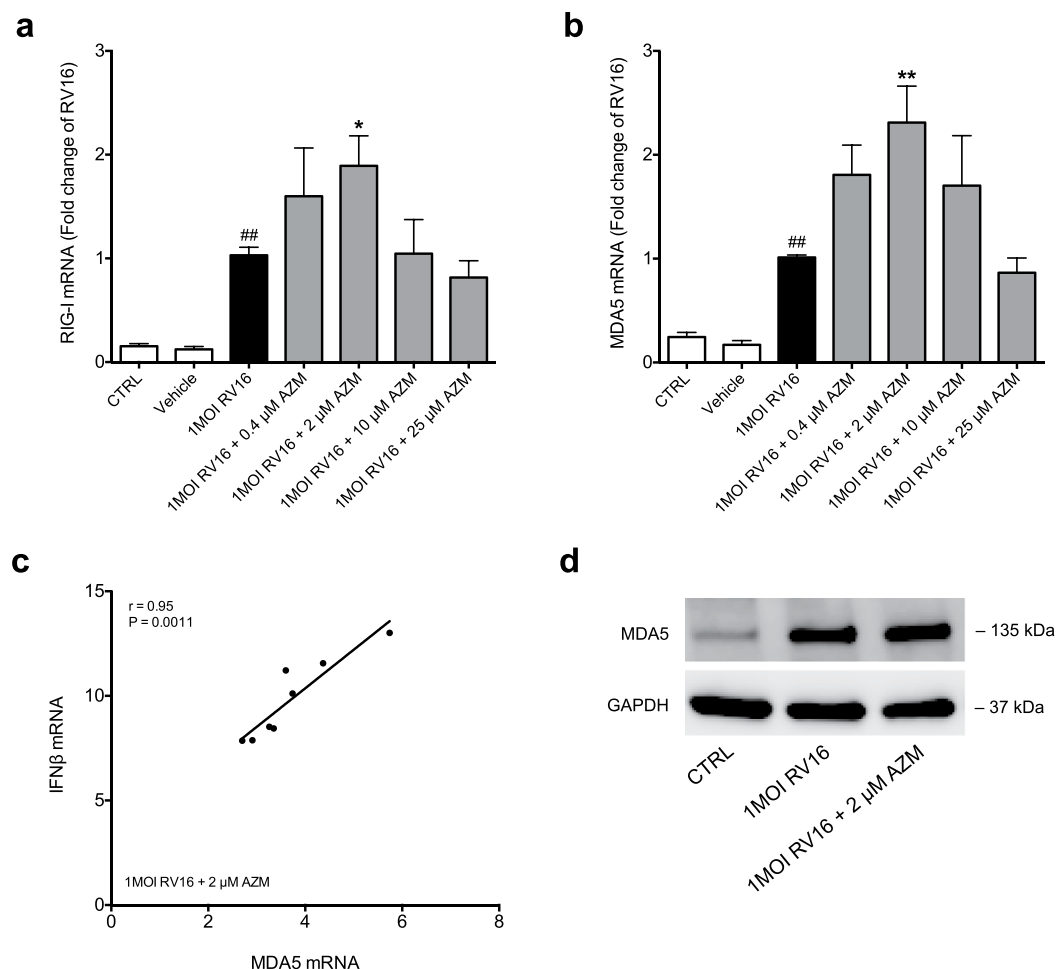 a
RIG-I mRNA (Fold change of RV16)
3
2
1
0
##
*
CTRL
Vehicle
1MOI RV16
1MOI RV16 + 0.4 µM AZM
1MOI RV16 + 2 µM AZM
1MOI RV16 + 10 µM AZM
1MOI RV16 + 25 µM AZM
b
MDA5 mRNA (Fold change of RV16)
3
2
1
0
##
**
CTRL
Vehicle
1MOI RV16
1MOI RV16 + 0.4 µM AZM
1MOI RV16 + 2 µM AZM
1MOI RV16 + 10 µM AZM
1MOI RV16 + 25 µM AZM
c
IFNβ mRNA
15
10
5
0
r = 0.95
P = 0.0011
1MOI RV16 + 2 µM AZM
0 2 4 6 8
MDA5 mRNA
d
MDA5 – 135 kDa
GAPDH – 37 kDa
CTRL
1MOI RV16
1MOI RV16 + 2 µM AZM